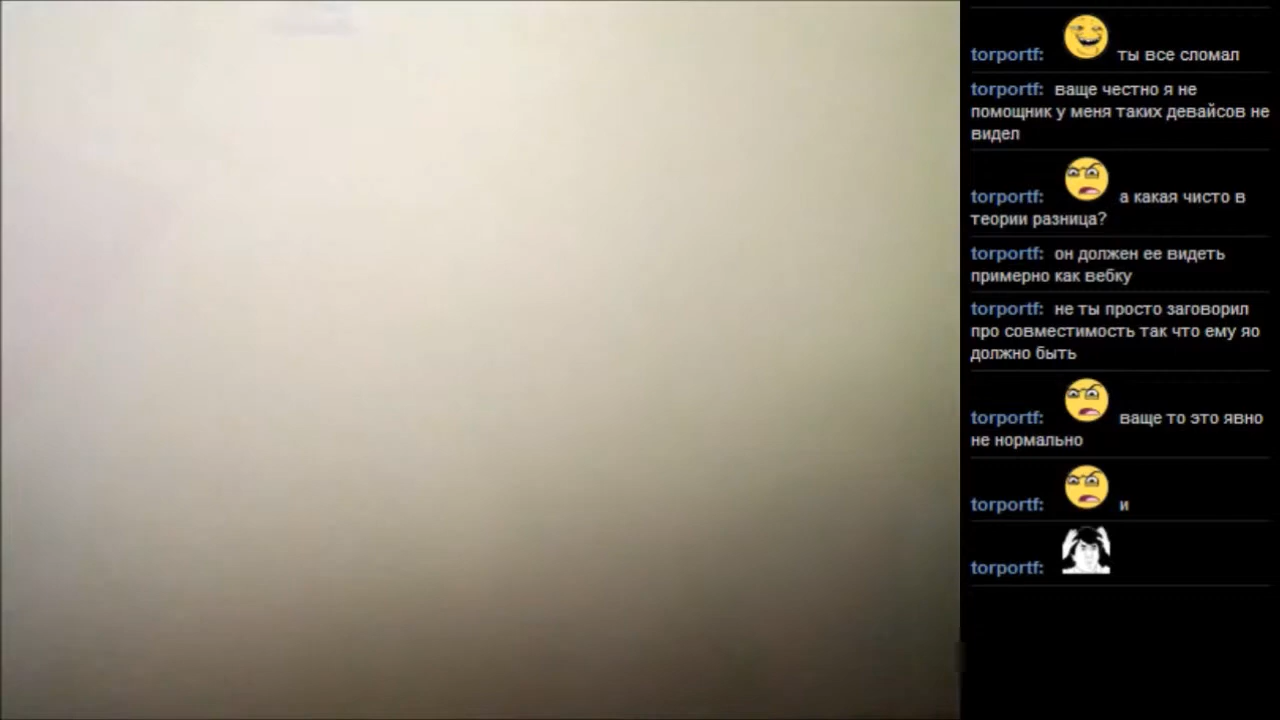 torportf: ты все сломал
torportf: ваще честно я не
помощник у меня таких девайсов не
видел
torportf: а какая чисто в
теории разница?
torportf: он должен ее видеть
примерно как вебку
torportf: не ты просто заговорил
про совместимость так что ему яо
должно быть
torportf: ваще то это явно
не нормально
torportf: и
torportf: